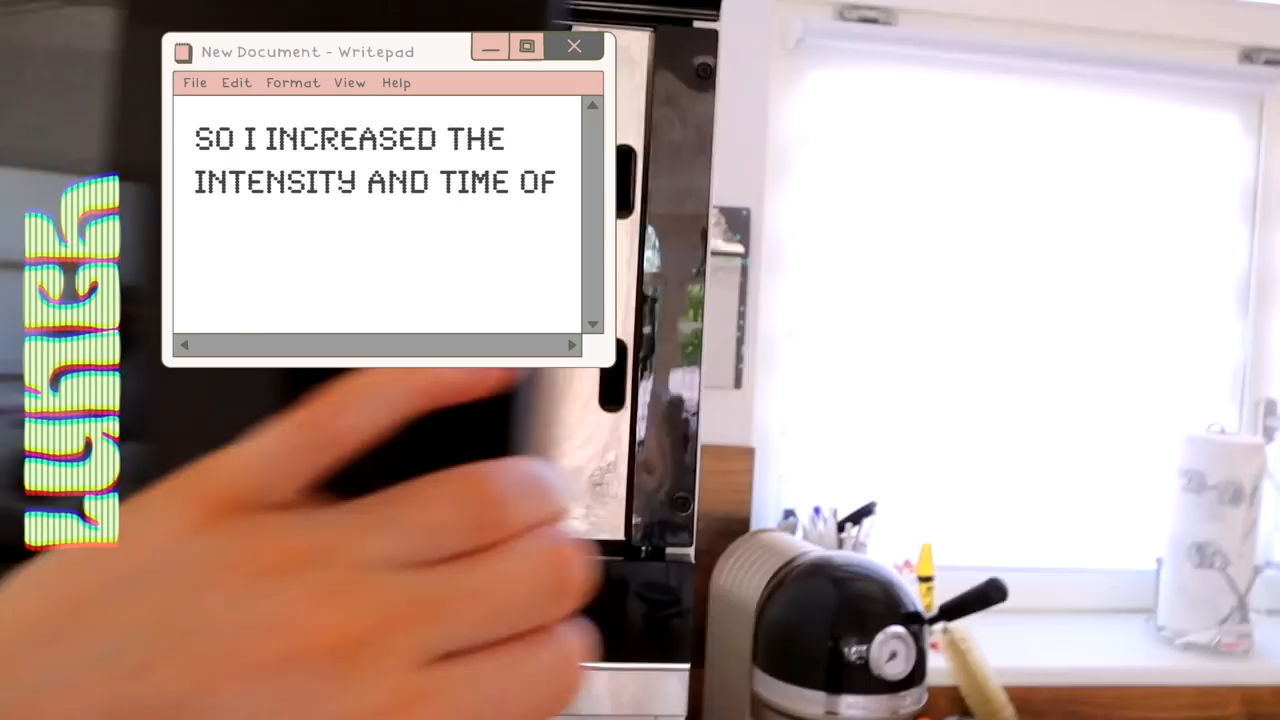 New Document - Writepad
File Edit Format View Help
SO I INCREASED THE
INTENSITY AND TIME OF